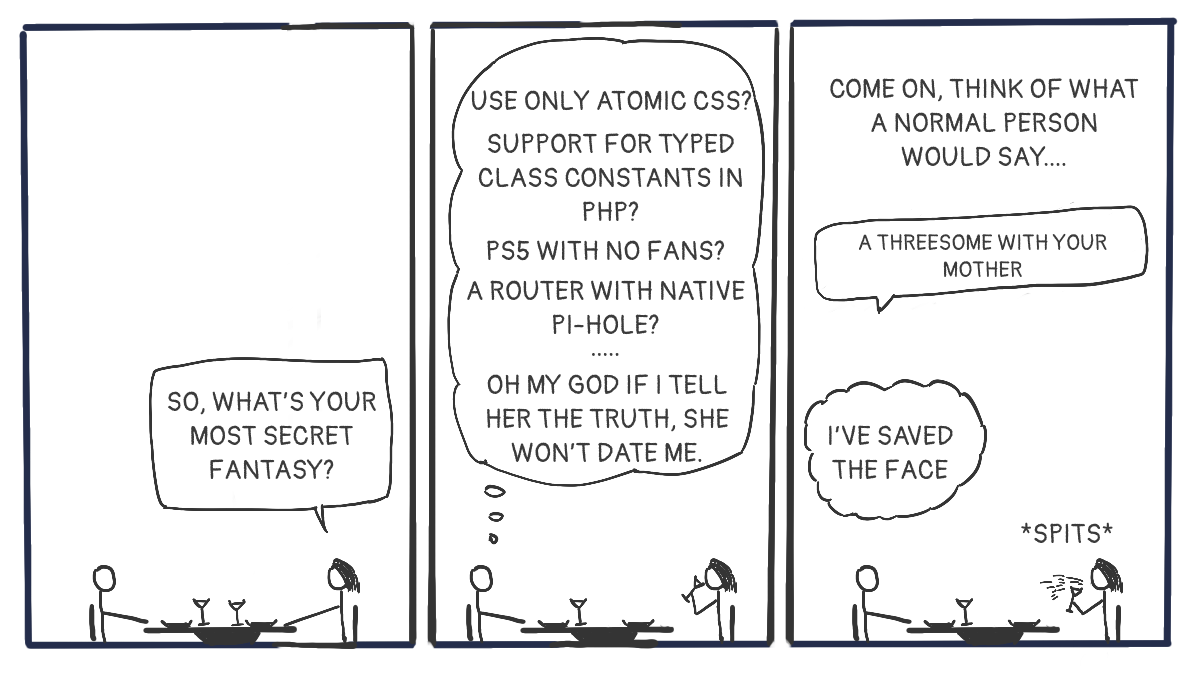 SO, WHAT'S YOUR
MOST SECRET
FANTASY?
USE ONLY ATOMIC CSS?
SUPPORT FOR TYPED
CLASS CONSTANTS IN
PHP?
PS5 WITH NO FANS?
A ROUTER WITH NATIVE
PI-HOLE?
.....
OH MY GOD IF I TELL
HER THE TRUTH, SHE
WON'T DATE ME.
COME ON, THINK OF WHAT
A NORMAL PERSON
WOULD SAY....
A THREESOME WITH YOUR
MOTHER
I'VE SAVED
THE FACE
*SPITS*